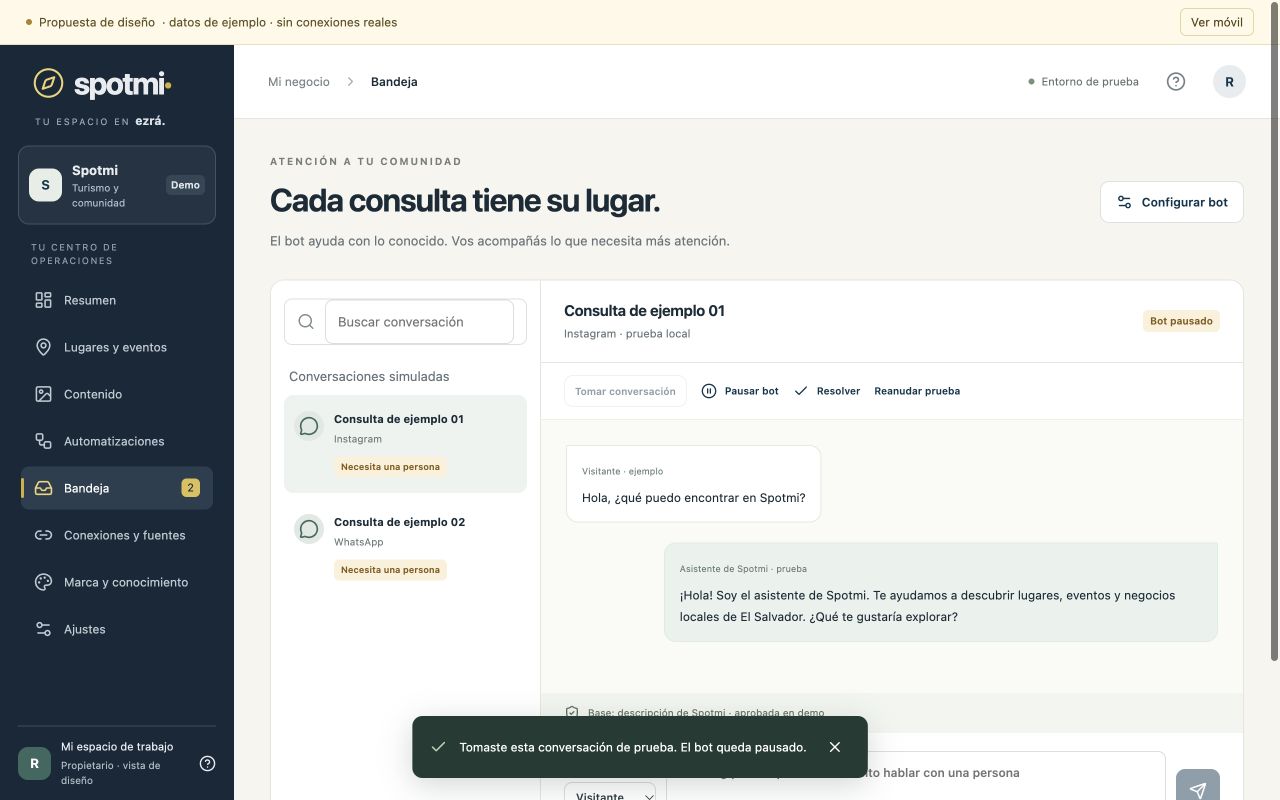 Propuesta de diseño · datos de ejemplo · sin conexiones reales
Ver móvil
spotmi
TU ESPACIO EN ezrá.
S
Spotmi
Turismo y
comunidad
Demo
TU CENTRO DE
OPERACIONES
Resumen
Lugares y eventos
Contenido
Automatizaciones
Bandeja
2
Conexiones y fuentes
Marca y conocimiento
Ajustes
R
Mi espacio de trabajo
Propietario · vista de
diseño
Mi negocio
Bandeja
Entorno de prueba
R
ATENCIÓN A TU COMUNIDAD
Cada consulta tiene su lugar.
El bot ayuda con lo conocido. Vos acompañás lo que necesita más atención.
Configurar bot
Buscar conversación
Conversaciones simuladas
Consulta de ejemplo 01
Instagram
Necesita una persona
Consulta de ejemplo 02
WhatsApp
Necesita una persona
Consulta de ejemplo 01
Instagram · prueba local
Bot pausado
Tomar conversación
Pausar bot
Resolver
Reanudar prueba
Visitante · ejemplo
Hola, ¿qué puedo encontrar en Spotmi?
Asistente de Spotmi · prueba
¡Hola! Soy el asistente de Spotmi. Te ayudamos a descubrir lugares, eventos y negocios
locales de El Salvador. ¿Qué te gustaría explorar?
Base: descripción de Spotmi · aprobada en demo
Tomaste esta conversación de prueba. El bot queda pausado.
hablar con una persona
Visitante